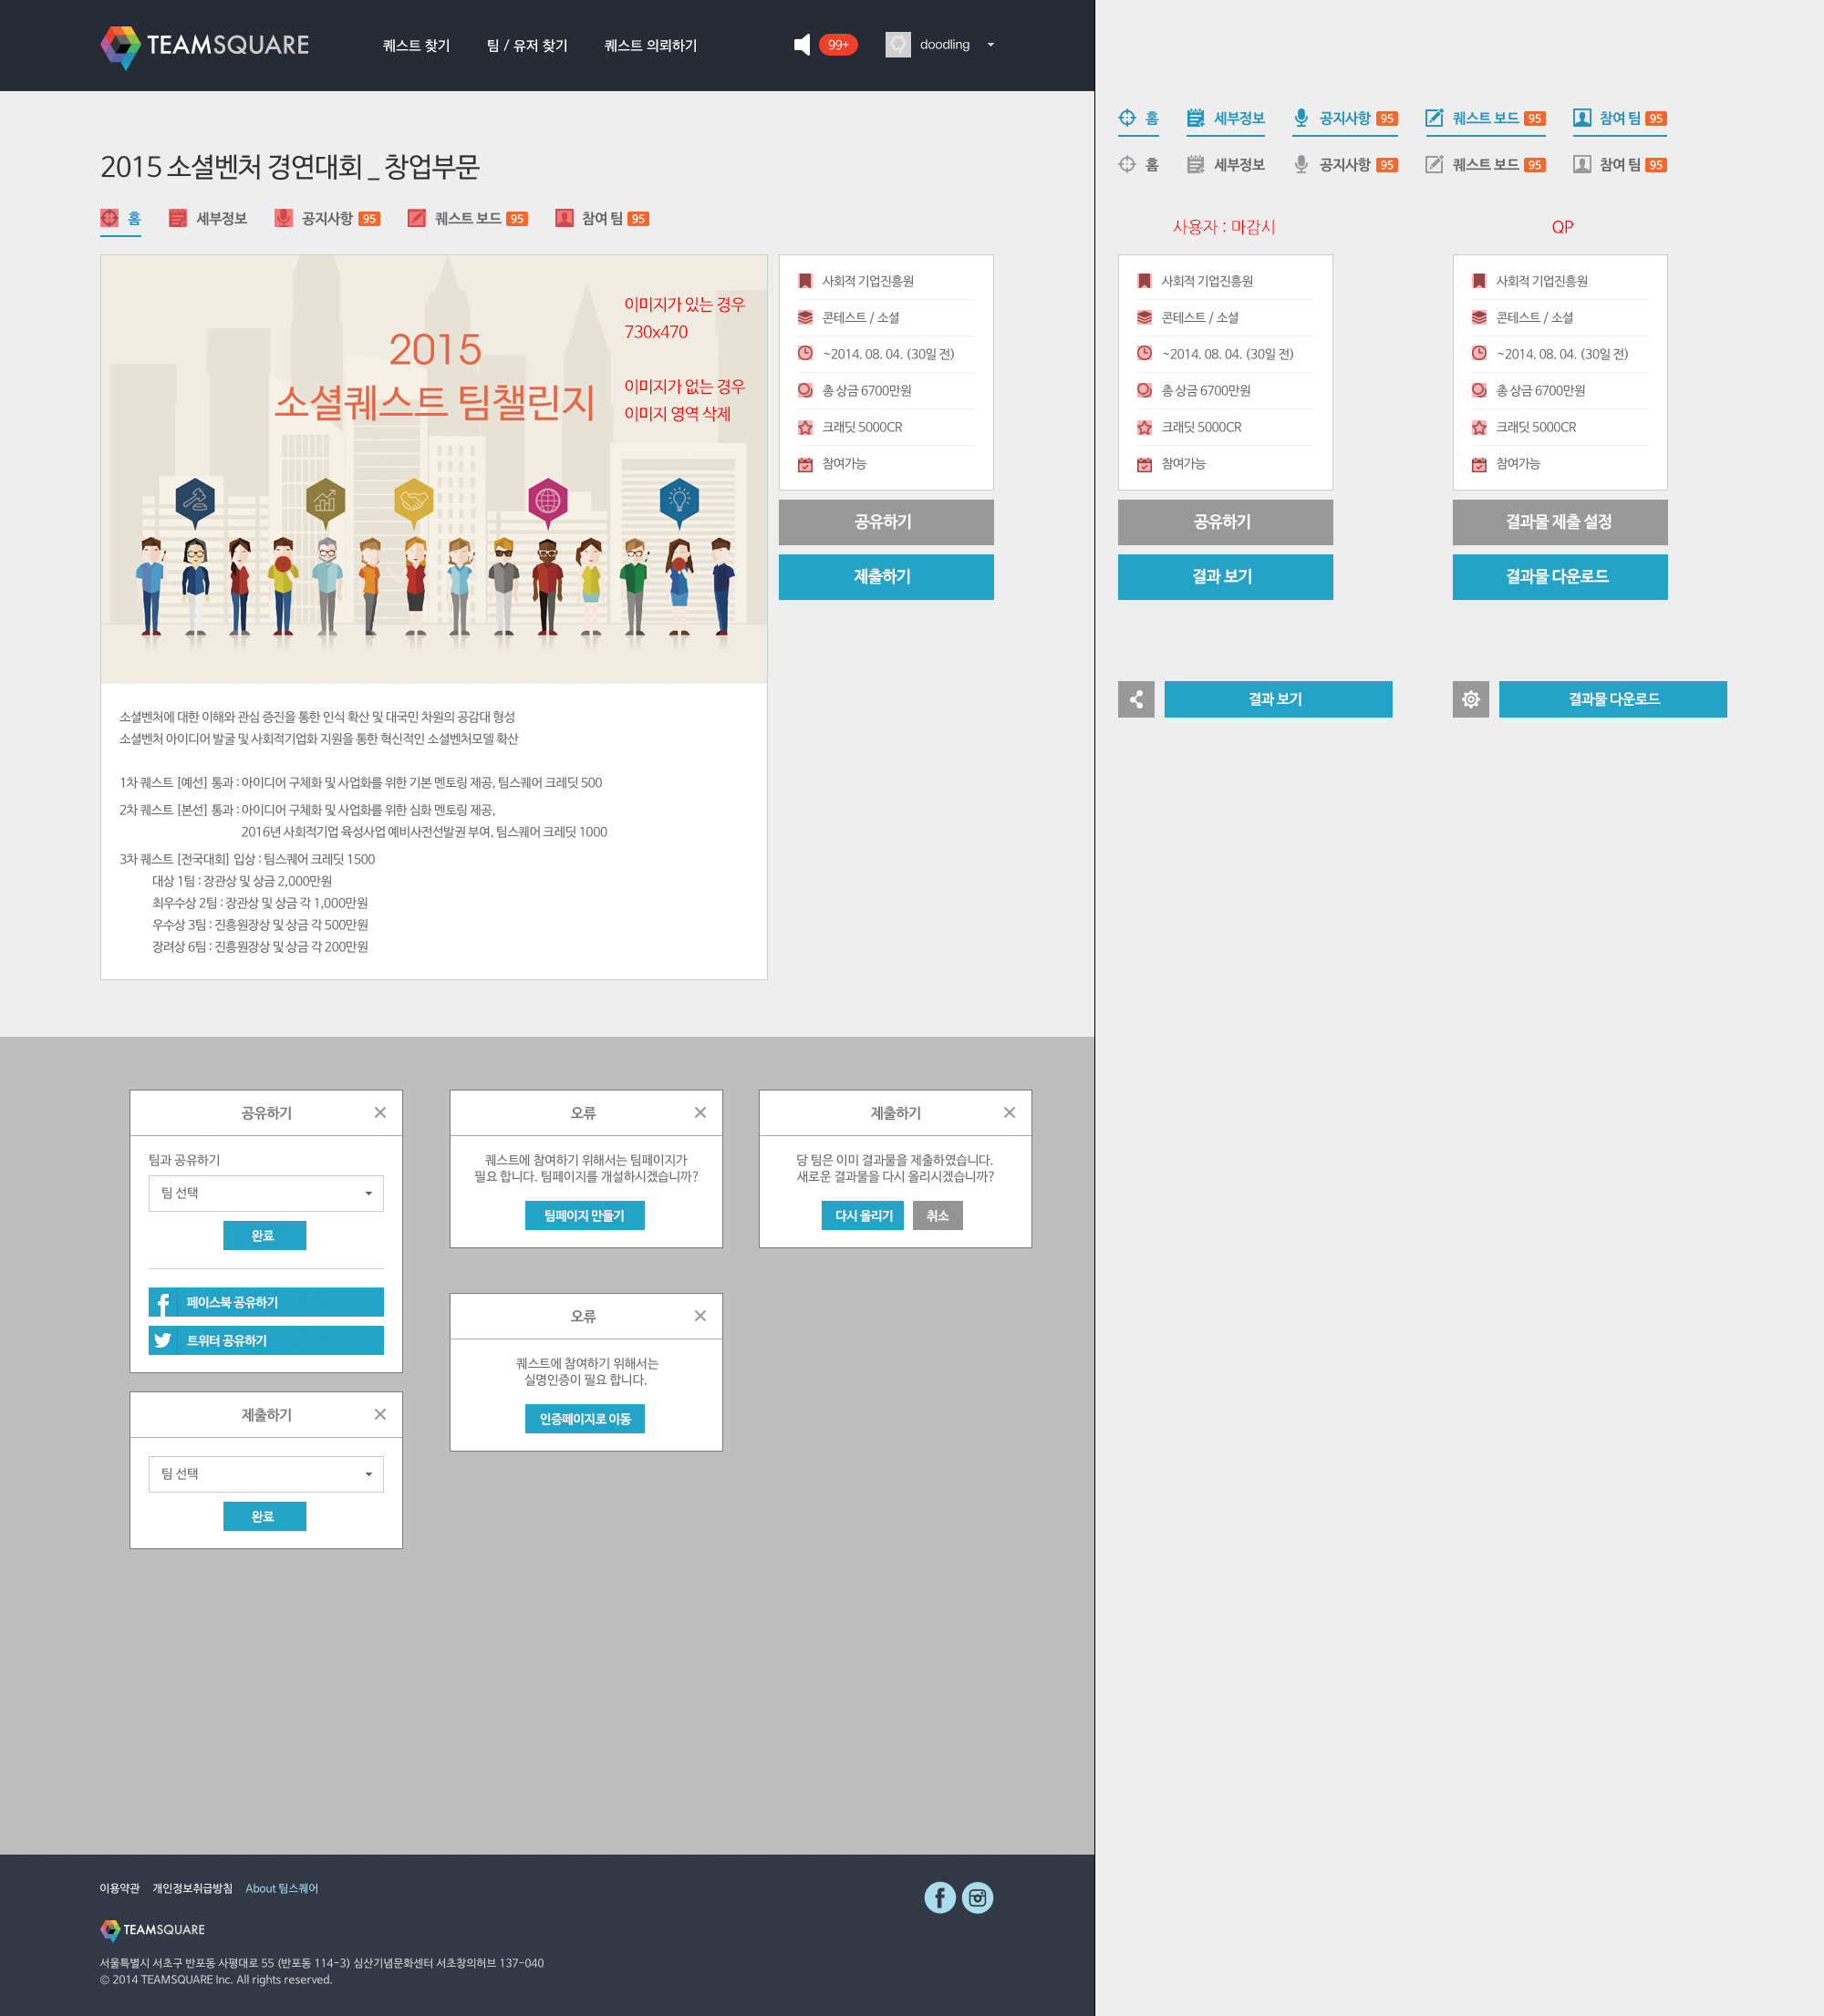 TEAMSQUARE
퀘스트 찾기
팀 / 유저 찾기
퀘스트 의뢰하기
99+
doodling
2015 소셜벤처 경연대회 _ 창업부문
홈
세부정보
공지사항 95
퀘스트 보드 95
참여 팀 95
이미지가 있는 경우
730x470
이미지가 없는 경우
이미지 영역 삭제
2015
소셜퀘스트 팀챌린지
사회적 기업진흥원
콘테스트 / 소셜
~2014. 08. 04. (30일 전)
총 상금 6700만원
크래딧 5000CR
참여가능
공유하기
제출하기
소셜벤처에 대한 이해와 관심 증진을 통한 인식 확산 및 대국민 차원의 공감대 형성
소셜벤처 아이디어 발굴 및 사회적기업화 지원을 통한 혁신적인 소셜벤처모델 확산
1차 퀘스트 [예선] 통과 : 아이디어 구체화 및 사업화를 위한 기본 멘토링 제공, 팀스퀘어 크레딧 500
2차 퀘스트 [본선] 통과 : 아이디어 구체화 및 사업화를 위한 심화 멘토링 제공,
2016년 사회적기업 육성사업 예비사전선발권 부여, 팀스퀘어 크레딧 1000
3차 퀘스트 [전국대회] 입상 : 팀스퀘어 크레딧 1500
대상 1팀 : 장관상 및 상금 2,000만원
최우수상 2팀 : 장관상 및 상금 각 1,000만원
우수상 3팀 : 진흥원장상 및 상금 각 500만원
장려상 6팀 : 진흥원장상 및 상금 각 200만원
홈
세부정보
공지사항 95
퀘스트 보드 95
참여 팀 95
홈
세부정보
공지사항 95
퀘스트 보드 95
참여 팀 95
사용자 : 마감시
사회적 기업진흥원
콘테스트 / 소셜
~2014. 08. 04. (30일 전)
총 상금 6700만원
크래딧 5000CR
참여가능
공유하기
결과 보기
결과 보기
QP
사회적 기업진흥원
콘테스트 / 소셜
~2014. 08. 04. (30일 전)
총 상금 6700만원
크래딧 5000CR
참여가능
결과물 제출 설정
결과물 다운로드
결과물 다운로드
공유하기
팀과 공유하기
팀 선택
완료
페이스북 공유하기
트위터 공유하기
제출하기
팀 선택
완료
오류
퀘스트에 참여하기 위해서는 팀페이지가
필요 합니다. 팀페이지를 개설하시겠습니까?
팀페이지 만들기
오류
퀘스트에 참여하기 위해서는
실명인증이 필요 합니다.
인증페이지로 이동
제출하기
당 팀은 이미 결과물을 제출하였습니다.
새로운 결과물을 다시 올리시겠습니까?
다시 올리기
취소
이용약관
개인정보취급방침
About 팀스퀘어
TEAMSQUARE
서울특별시 서초구 반포동 사평대로 55 (반포동 114-3) 심산기념문화센터 서초창의허브 137-040
© 2014 TEAMSQUARE Inc. All rights reserved.